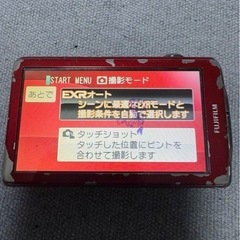 START MENU 撮影モード
あとで
EXRオート
シーンに最適なEXRモードと
撮影条件を自動で選択します
タッチショット
タッチした位置にピントを
合わせて撮影します
FUJIFILM